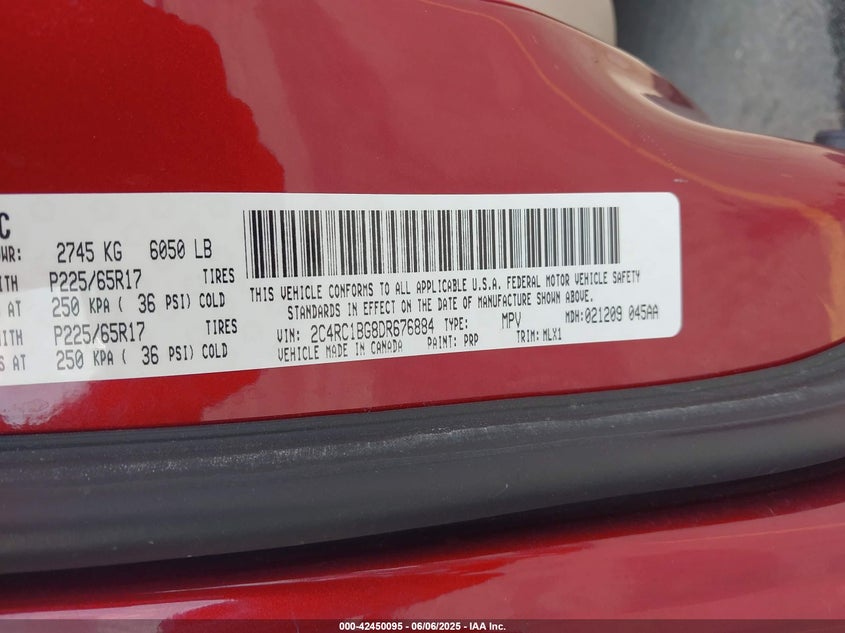 C
WR: 2745 KG 6050 LB
TH P225/65R17 TIRES
S AT 250 KPA ( 36 PSI) COLD
ITH P225/65R17 TIRES
S AT 250 KPA ( 36 PSI) COLD
THIS VEHICLE CONFORMS TO ALL APPLICABLE U.S.A. FEDERAL MOTOR VEHICLE SAFETY
STANDARDS IN EFFECT ON THE DATE OF MANUFACTURE SHOWN ABOVE.
VIN: 2C4RC1BG8DR676884 TYPE: MPV MDH:021209 045AA
VEHICLE MADE IN CANADA PAINT: PRP TRIM: MLX1
000-42450095 - 06/06/2025 - IAA Inc.